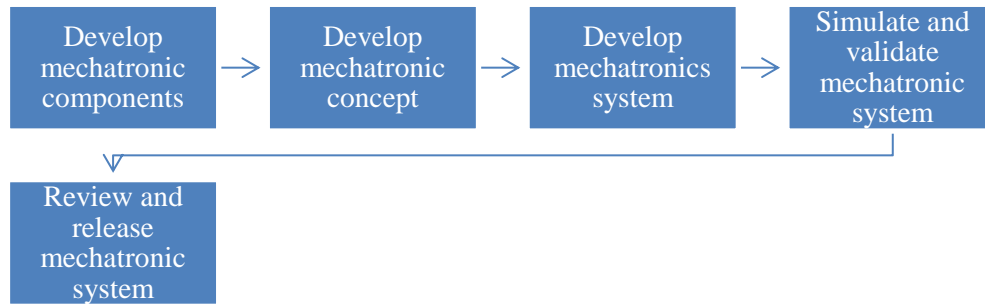 Develop
mechatronic
components
Develop
mechatronic
concept
Develop
mechatronics
system
Simulate and
validate
mechatronic
system
Review and
release
mechatronic
system